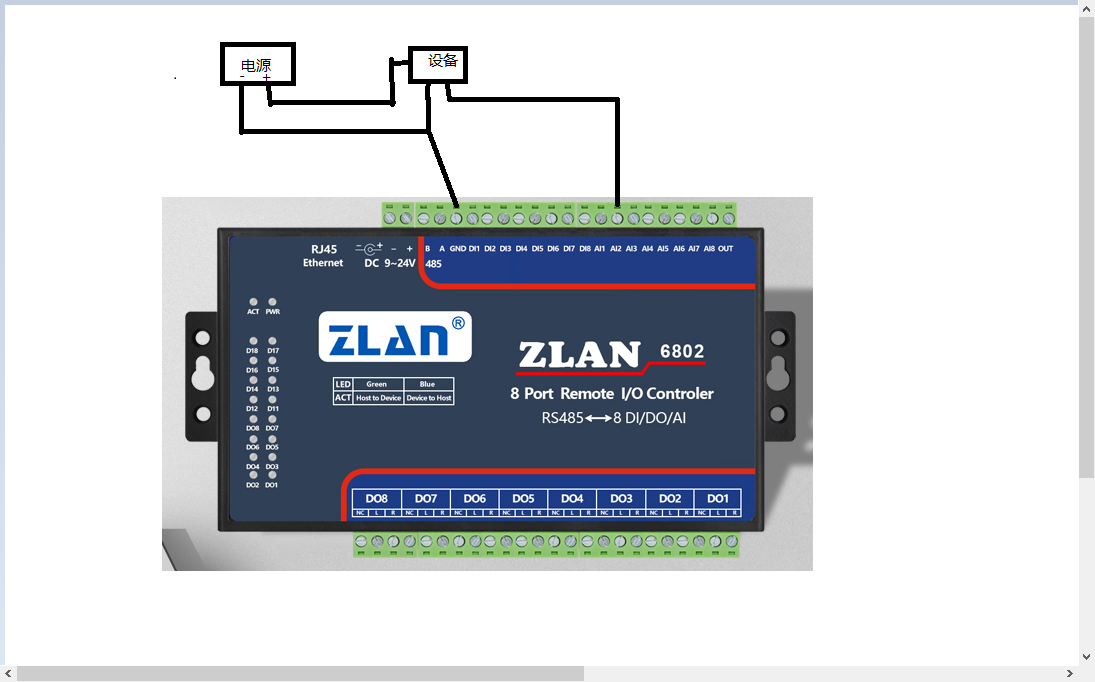 电源
- +
设备
RJ45
Ethernet
- + - +
DC 9~24V
B A GND DI1 DI2 DI3 DI4 DI5 DI6 DI7 DI8 AI1 AI2 AI3 AI4 AI5 AI6 AI7 AI8 OUT
485
ACT PWR
ZLAN®
ZLAN 6802
DI8 DI7
DI6 DI5
DI4 DI3
DI2 DI1
DO8 DO7
DO6 DO5
DO4 DO3
DO2 DO1
LED Green Blue
ACT Host to Device Device to Host
8 Port Remote I/O Controler
RS485↔8 DI/DO/AI
DO8 DO7 DO6 DO5 DO4 DO3 DO2 DO1
NC L R NC L R NC L R NC L R NC L R NC L R NC L R NC L R